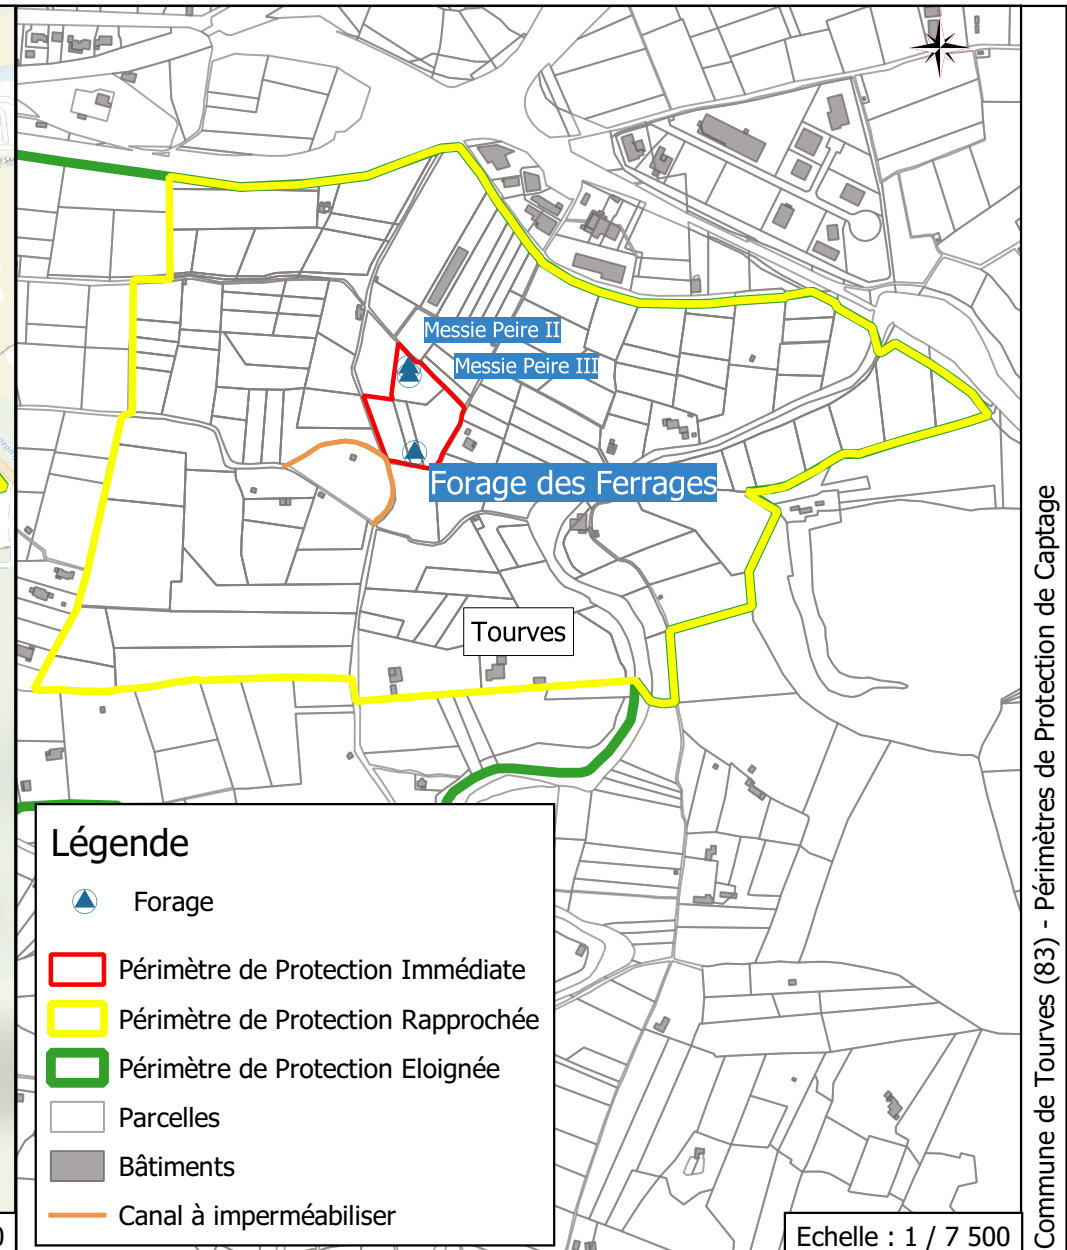 Messie Peire II
Messie Peire III
Forage des Ferrages
Tourves
Légende
Forage
Périmètre de Protection Immédiate
Périmètre de Protection Rapprochée
Périmètre de Protection Eloignée
Parcelles
Bâtiments
Canal à imperméabiliser
Echelle : 1 / 7 500
Commune de Tourves (83) - Périmètres de Protection de Captage